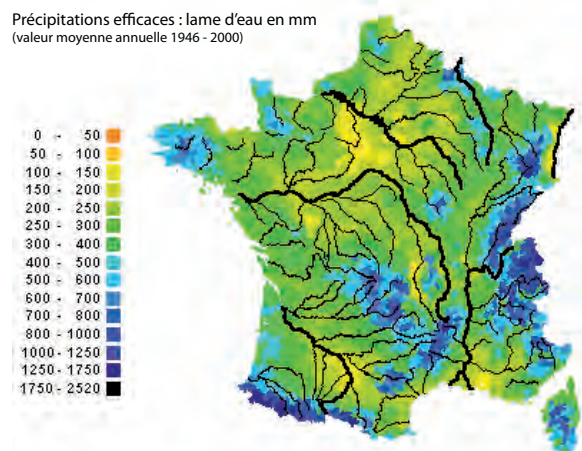 Précipitations efficaces : lame d’eau en mm
(valeur moyenne annuelle 1946 - 2000)
0 - 50
50 - 100
100 - 150
150 - 200
200 - 250
250 - 300
300 - 400
400 - 500
500 - 600
600 - 700
700 - 800
800 - 1000
1000 - 1250
1250 - 1750
1750 - 2520